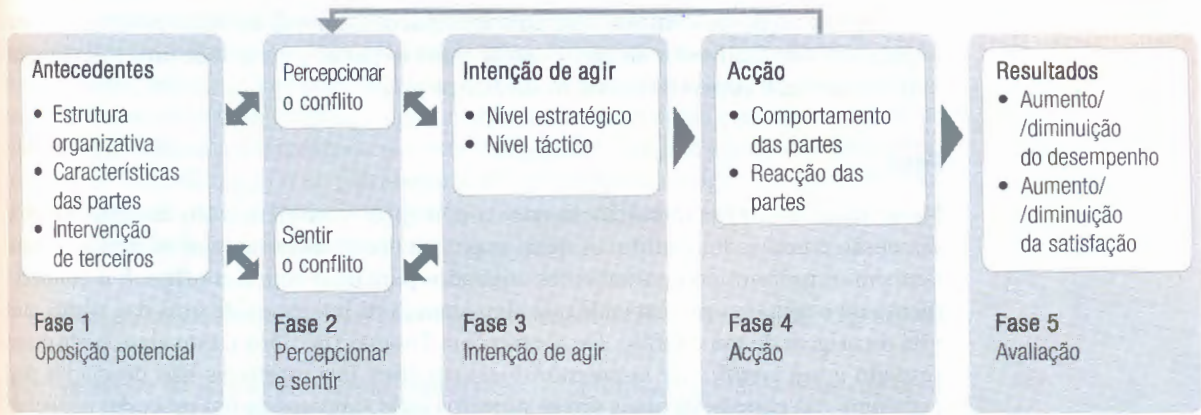 Antecedentes
• Estrutura
organizativa
• Características
das partes
• Intervenção
de terceiros
Fase 1
Oposição potencial
Percepcionar
o conflito
Sentir
o conflito
Fase 2
Percepcionar
e sentir
Intenção de agir
• Nível estratégico
• Nível táctico
Fase 3
Intenção de agir
Acção
• Comportamento
das partes
• Reacção das
partes
Fase 4
Acção
Resultados
• Aumento/
/diminuição
do desempenho
• Aumento/
/diminuição
da satisfação
Fase 5
Avaliação